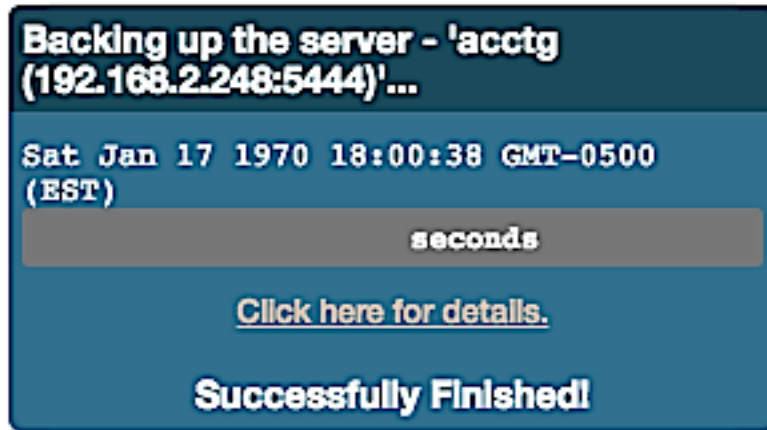 Backing up the server - 'acctg
(192.168.2.248:5444)'...
Sat Jan 17 1970 18:00:38 GMT-0500
(EST)
seconds
Click here for details.
Successfully Finished!